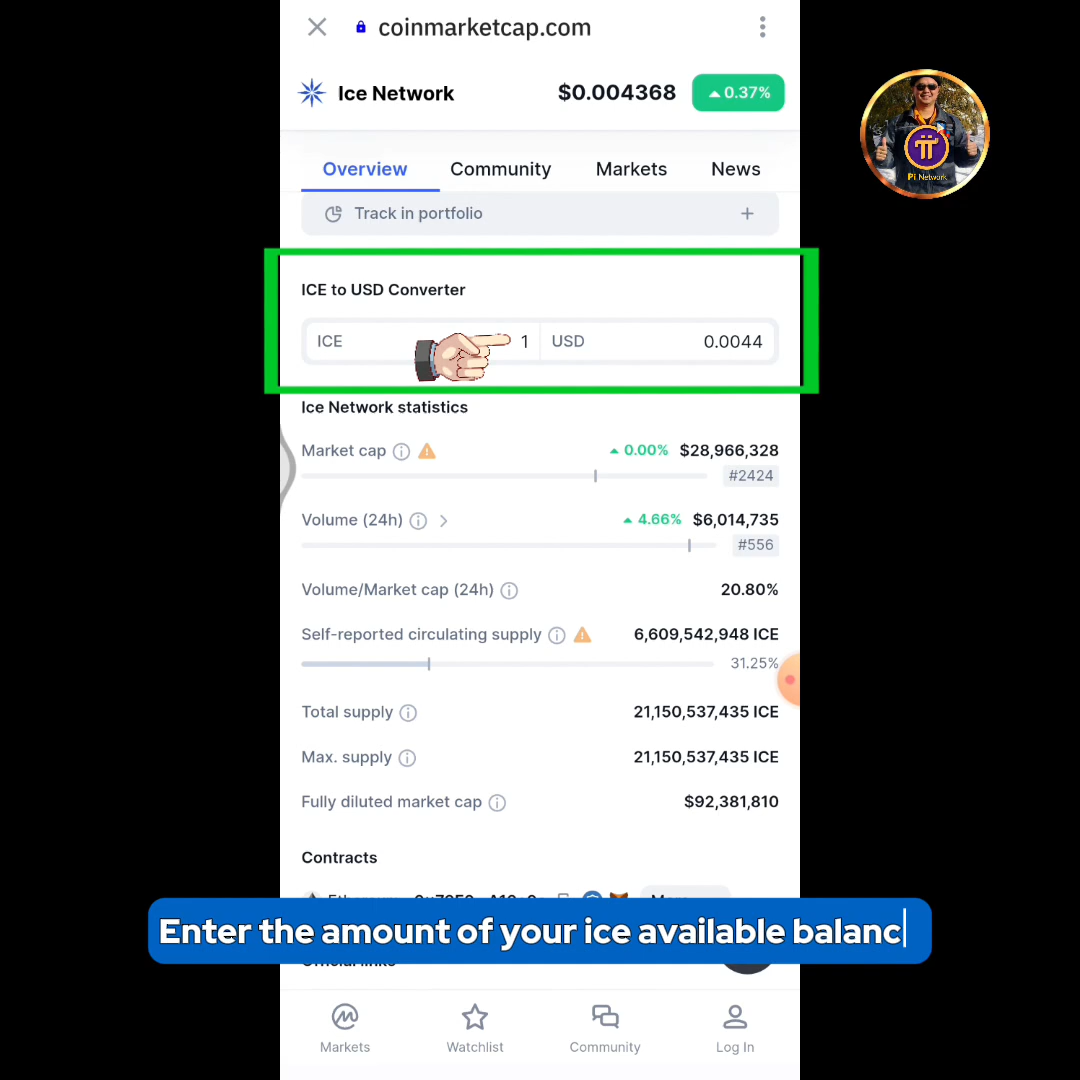 coinmarketcap.com
Ice Network $0.004368 0.37%
Overview Community Markets News
Track in portfolio +
ICE to USD Converter
ICE 1 USD 0.0044
Ice Network statistics
Market cap 0.00% $28,966,328
#2424
Volume (24h) 4.66% $6,014,735
#556
Volume/Market cap (24h) 20.80%
Self-reported circulating supply 6,609,542,948 ICE
31.25%
Total supply 21,150,537,435 ICE
Max. supply 21,150,537,435 ICE
Fully diluted market cap $92,381,810
Contracts
Enter the amount of your ice available balanc
Markets Watchlist Community Log In
Pi Network